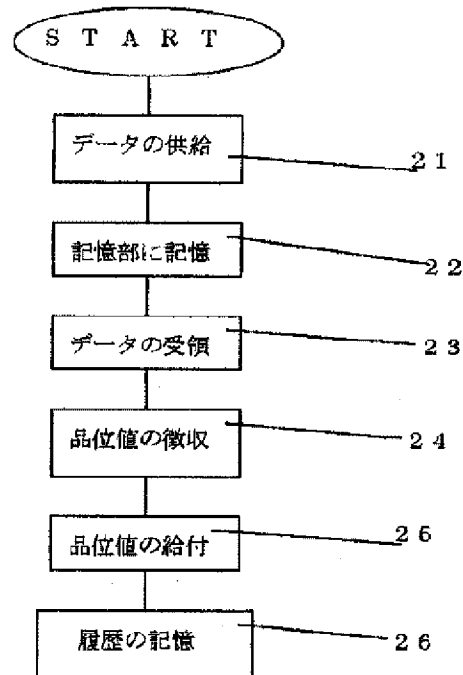 S T A R T
データの供給
21
記憶部に記憶
22
データの受領
23
品位値の徴収
24
品位値の給付
25
履歴の記憶
26